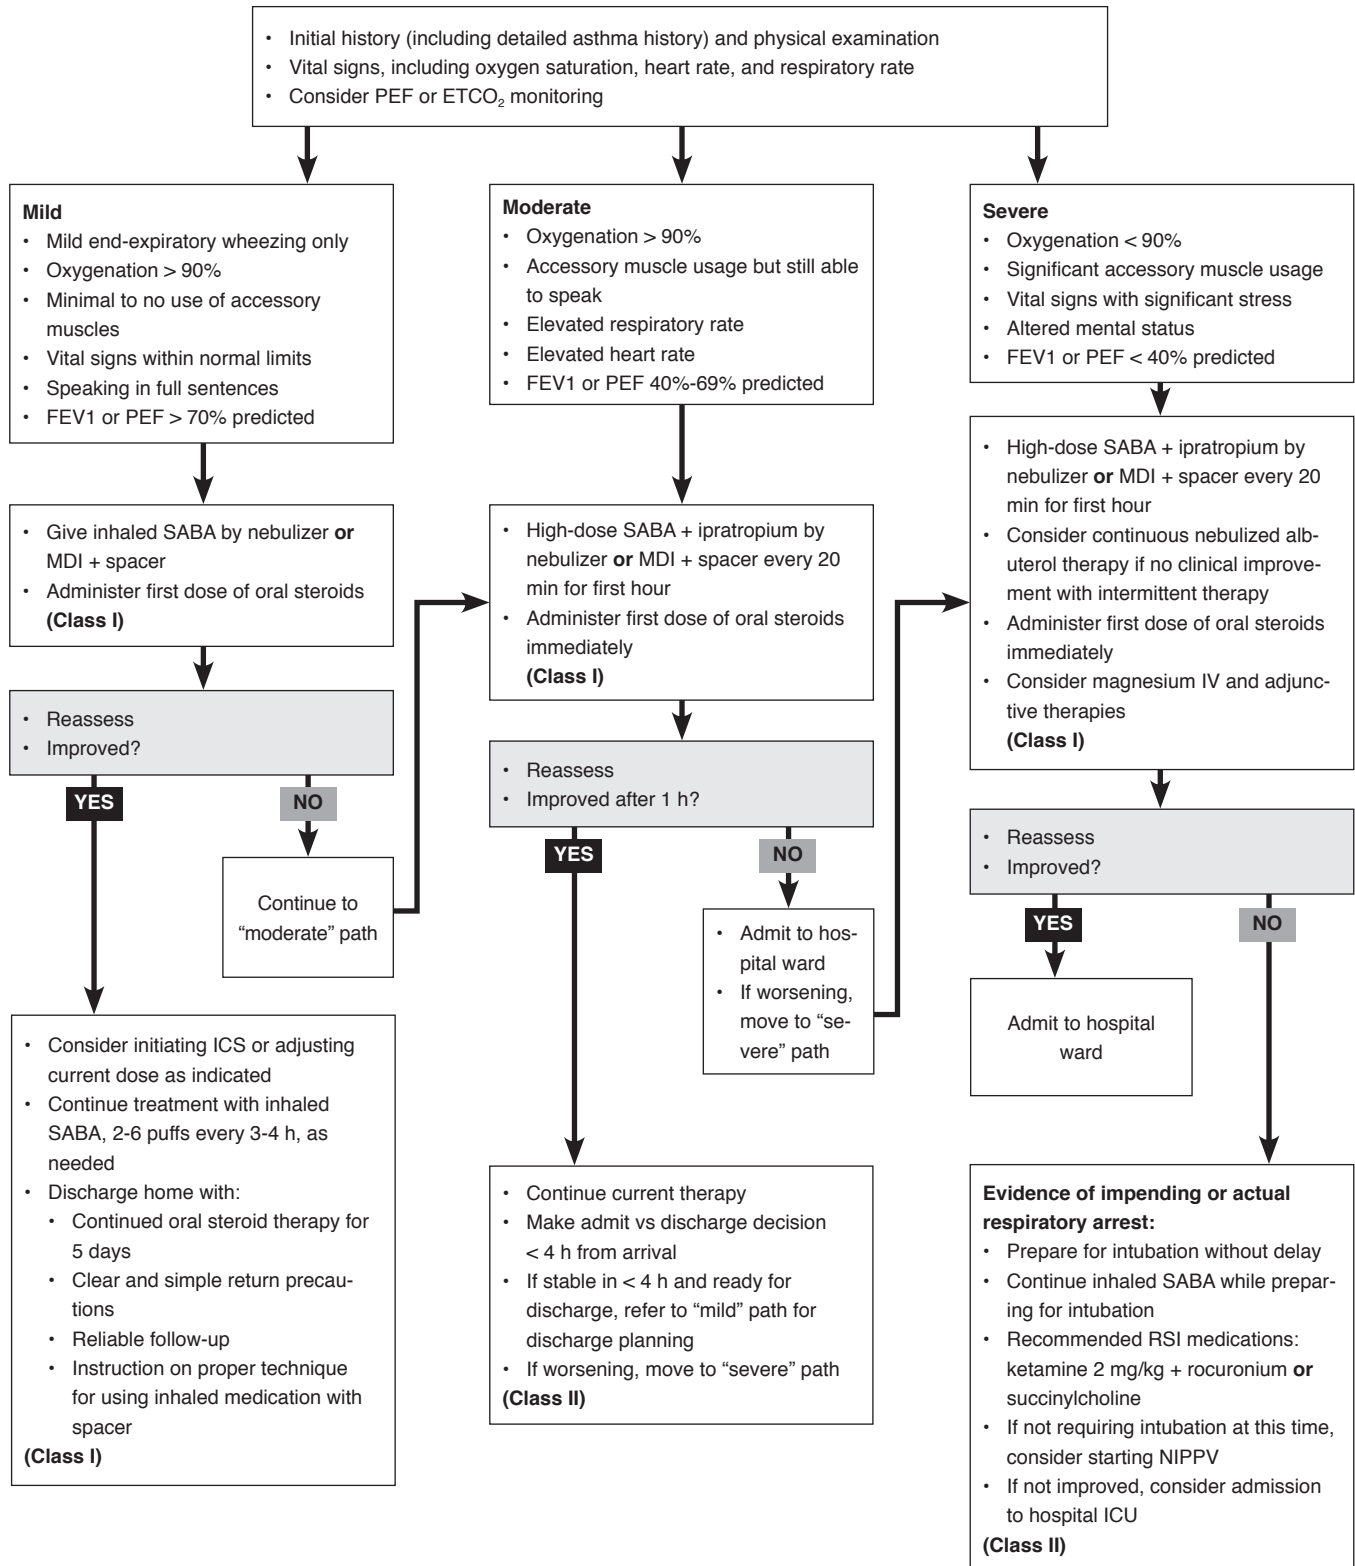 • Initial history (including detailed asthma history) and physical examination
• Vital signs, including oxygen saturation, heart rate, and respiratory rate
• Consider PEF or ETCO₂ monitoring
Mild
• Mild end-expiratory wheezing only
• Oxygenation > 90%
• Minimal to no use of accessory
muscles
• Vital signs within normal limits
• Speaking in full sentences
• FEV1 or PEF > 70% predicted
• Give inhaled SABA by nebulizer or
MDI + spacer
• Administer first dose of oral steroids
(Class I)
• Reassess
• Improved?
YES
NO
Continue to
“moderate” path
• Consider initiating ICS or adjusting
current dose as indicated
• Continue treatment with inhaled
SABA, 2-6 puffs every 3-4 h, as
needed
• Discharge home with:
• Continued oral steroid therapy for
5 days
• Clear and simple return precau-
tions
• Reliable follow-up
• Instruction on proper technique
for using inhaled medication with
spacer
(Class I)
Moderate
• Oxygenation > 90%
• Accessory muscle usage but still able
to speak
• Elevated respiratory rate
• Elevated heart rate
• FEV1 or PEF 40%-69% predicted
• High-dose SABA + ipratropium by
nebulizer or MDI + spacer every 20
min for first hour
• Administer first dose of oral steroids
immediately
(Class I)
• Reassess
• Improved after 1 h?
YES
NO
• Admit to hos-
pital ward
• If worsening,
move to “se-
vere” path
• Continue current therapy
• Make admit vs discharge decision
< 4 h from arrival
• If stable in < 4 h and ready for
discharge, refer to “mild” path for
discharge planning
• If worsening, move to “severe” path
(Class II)
Severe
• Oxygenation < 90%
• Significant accessory muscle usage
• Vital signs with significant stress
• Altered mental status
• FEV1 or PEF < 40% predicted
• High-dose SABA + ipratropium by
nebulizer or MDI + spacer every 20
min for first hour
• Consider continuous nebulized alb-
uterol therapy if no clinical improve-
ment with intermittent therapy
• Administer first dose of oral steroids
immediately
• Consider magnesium IV and adjunc-
tive therapies
(Class I)
• Reassess
• Improved?
YES
NO
Admit to hospital
ward
Evidence of impending or actual
respiratory arrest:
• Prepare for intubation without delay
• Continue inhaled SABA while prepar-
ing for intubation
• Recommended RSI medications:
ketamine 2 mg/kg + rocuronium or
succinylcholine
• If not requiring intubation at this time,
consider starting NIPPV
• If not improved, consider admission
to hospital ICU
(Class II)